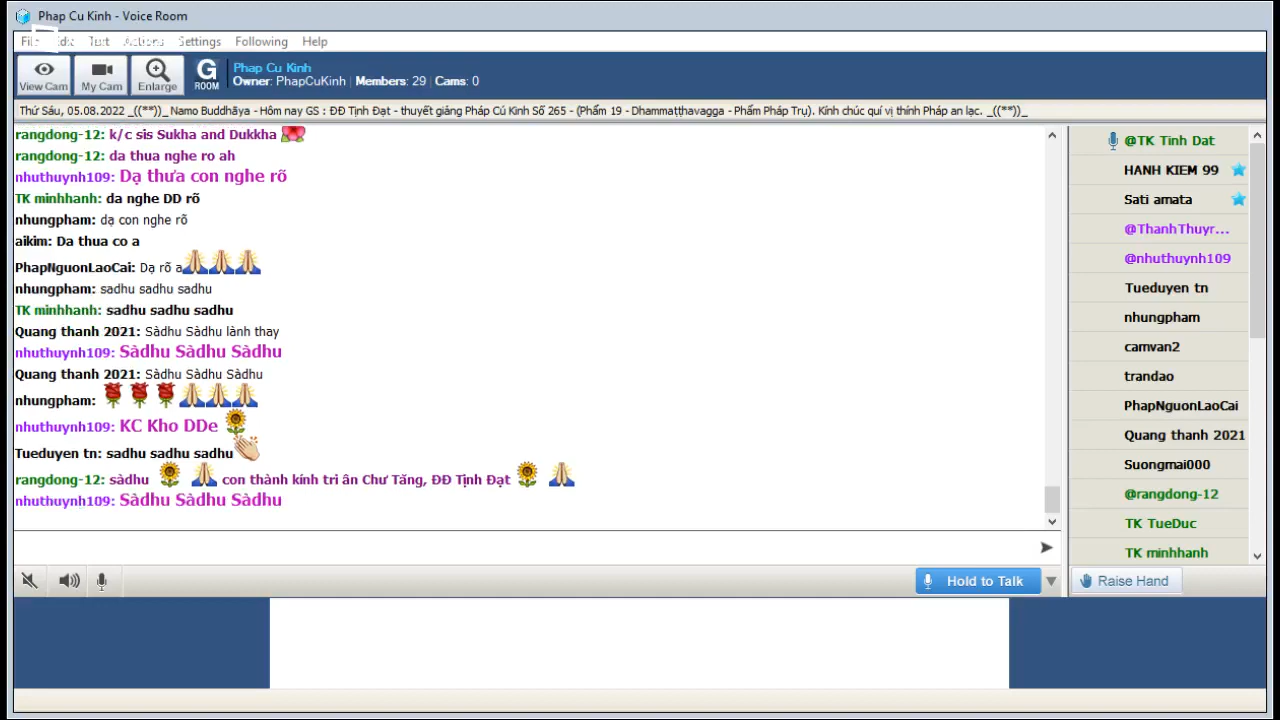 Phap Cu Kinh - Voice Room
Settings Following Help
View Cam My Cam Enlarge
G ROOM
Phap Cu Kinh
Owner: PhapCuKinh | Members: 29 | Cams: 0
Thứ Sáu, 05.08.2022 _((**))_ Namo Buddhāya - Hôm nay GS : ĐĐ Tịnh Đạt - thuyết giảng Pháp Cú Kinh Số 265 - (Phẩm 19 - Dhammaṭṭhavagga - Phẩm Pháp Trụ). Kính chúc quí vị thính Pháp an lạc. _((**))_
rangdong-12: k/c sis Sukha and Dukkha
rangdong-12: da thua nghe ro ah
nhuthuynh109: Dạ thưa con nghe rõ
TK minhhanh: da nghe DD rõ
nhungpham: dạ con nghe rõ
aikim: Da thua co a
PhapNguonLaoCai: Dạ rõ a
nhungpham: sadhu sadhu sadhu
TK minhhanh: sadhu sadhu sadhu
Quang thanh 2021: Sàdhu Sàdhu lành thay
nhuthuynh109: Sàdhu Sàdhu Sàdhu
Quang thanh 2021: Sàdhu Sàdhu Sàdhu
nhungpham:
nhuthuynh109: KC Kho DDe
Tueduyen tn: sadhu sadhu sadhu
rangdong-12: sàdhu con thành kính tri ân Chư Tăng, ĐĐ Tịnh Đạt
nhuthuynh109: Sàdhu Sàdhu Sàdhu
@TK Tinh Dat
HANH KIEM 99
Sati amata
@ThanhThuyr...
@nhuthuynh109
Tueduyen tn
nhungpham
camvan2
trandao
PhapNguonLaoCai
Quang thanh 2021
Suongmai000
@rangdong-12
TK TueDuc
TK minhhanh
Hold to Talk
Raise Hand